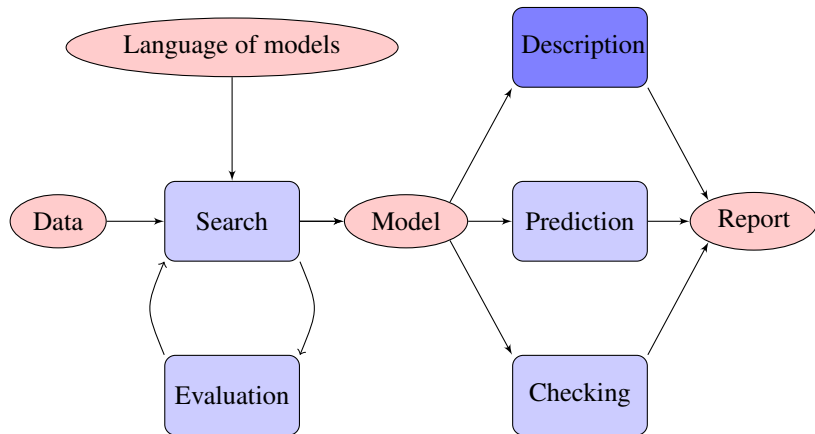 Language of models
Description
Data
Search
Model
Prediction
Report
Evaluation
Checking